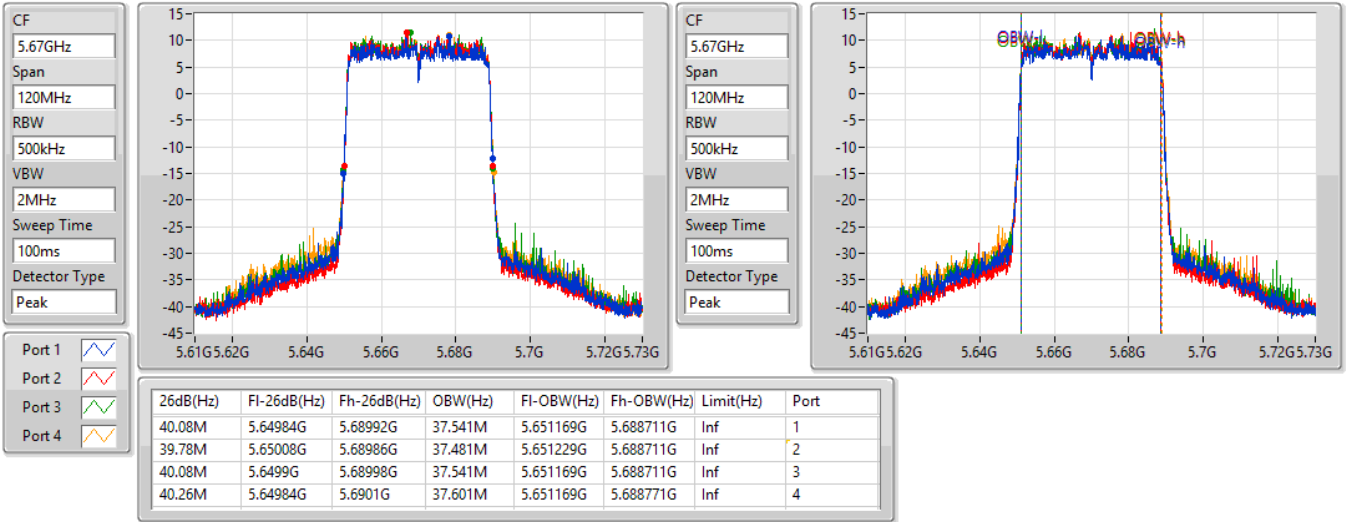 CF
5.67GHz
Span
120MHz
RBW
500kHz
VBW
2MHz
Sweep Time
100ms
Detector Type
Peak
15
10
5
0
-5
-10
-15
-20
-25
-30
-35
-40
-45
5.61G 5.62G 5.64G 5.66G 5.68G 5.7G 5.72G 5.73G
CF
5.67GHz
Span
120MHz
RBW
500kHz
VBW
2MHz
Sweep Time
100ms
Detector Type
Peak
15
10
5
0
-5
-10
-15
-20
-25
-30
-35
-40
-45
OBW-l OBW-h
5.61G 5.62G 5.64G 5.66G 5.68G 5.7G 5.72G 5.73G
Port 1
Port 2
Port 3
Port 4
26dB(Hz) Fl-26dB(Hz) Fh-26dB(Hz) OBW(Hz) Fl-OBW(Hz) Fh-OBW(Hz) Limit(Hz) Port
40.08M 5.64984G 5.68992G 37.541M 5.651169G 5.688711G Inf 1
39.78M 5.65008G 5.68986G 37.481M 5.651229G 5.688711G Inf 2
40.08M 5.6499G 5.68998G 37.541M 5.651169G 5.688711G Inf 3
40.26M 5.64984G 5.6901G 37.601M 5.651169G 5.688771G Inf 4